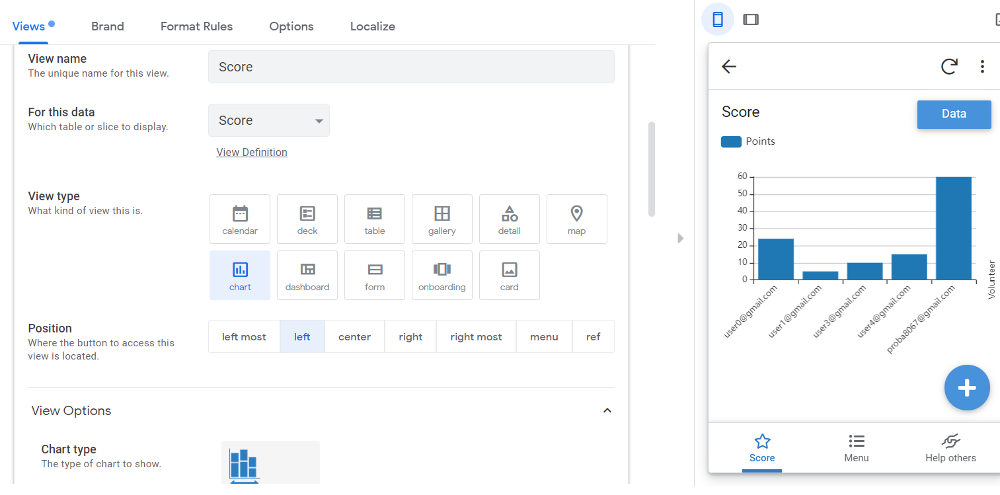 Views
Brand
Format Rules
Options
Localize
View name
The unique name for this view.
Score
For this data
Which table or slice to display.
Score
View Definition
View type
What kind of view this is.
calendar
deck
table
gallery
detail
map
chart
dashboard
form
onboarding
card
Position
Where the button to access this
view is located.
left most
left
center
right
right most
menu
ref
View Options
Chart type
The type of chart to show.
Score
Data
Points
60
50
40
30
20
10
0
user0@gmail.com
user1@gmail.com
user3@gmail.com
user4@gmail.com
proba8067@gmail.com
Volunteer
Score
Menu
Help others